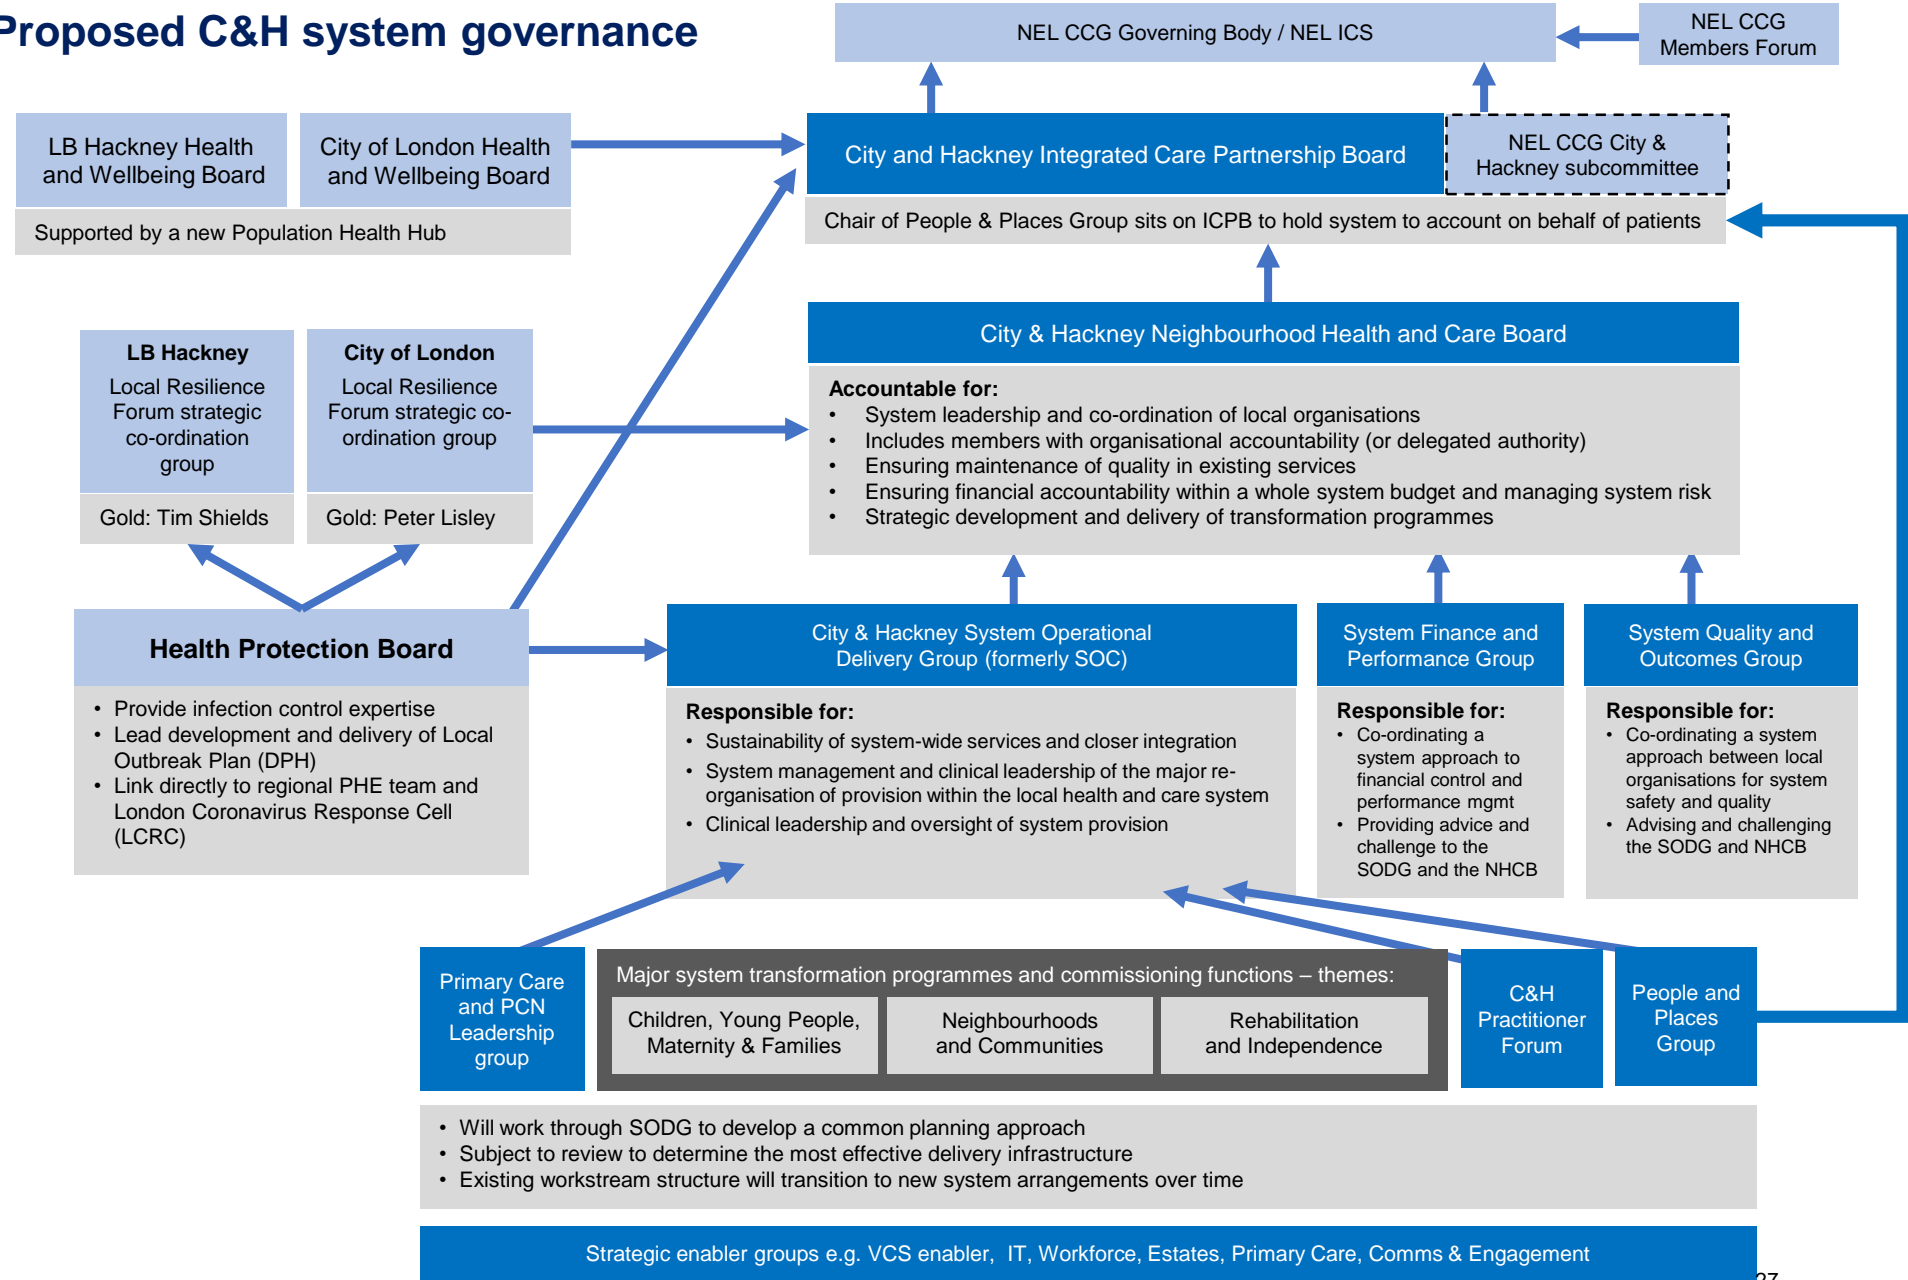 Proposed C&H system governance
NEL CCG Governing Body / NEL ICS
NEL CCG
Members Forum
LB Hackney Health
and Wellbeing Board
City of London Health
and Wellbeing Board
Supported by a new Population Health Hub
City and Hackney Integrated Care Partnership Board
NEL CCG City &
Hackney subcommittee
Chair of People & Places Group sits on ICPB to hold system to account on behalf of patients
LB Hackney
Local Resilience
Forum strategic
co-ordination
group
Gold: Tim Shields
City of London
Local Resilience
Forum strategic co-
ordination group
Gold: Peter Lisley
City & Hackney Neighbourhood Health and Care Board
Accountable for:
• System leadership and co-ordination of local organisations
• Includes members with organisational accountability (or delegated authority)
• Ensuring maintenance of quality in existing services
• Ensuring financial accountability within a whole system budget and managing system risk
• Strategic development and delivery of transformation programmes
Health Protection Board
• Provide infection control expertise
• Lead development and delivery of Local
Outbreak Plan (DPH)
• Link directly to regional PHE team and
London Coronavirus Response Cell
(LCRC)
City & Hackney System Operational
Delivery Group (formerly SOC)
Responsible for:
• Sustainability of system-wide services and closer integration
• System management and clinical leadership of the major re-
organisation of provision within the local health and care system
• Clinical leadership and oversight of system provision
System Finance and
Performance Group
Responsible for:
• Co-ordinating a
system approach to
financial control and
performance mgmt
• Providing advice and
challenge to the
SODG and the NHCB
System Quality and
Outcomes Group
Responsible for:
• Co-ordinating a system
approach between local
organisations for system
safety and quality
• Advising and challenging
the SODG and NHCB
Primary Care
and PCN
Leadership
group
Major system transformation programmes and commissioning functions – themes:
Children, Young People,
Maternity & Families
Neighbourhoods
and Communities
Rehabilitation
and Independence
C&H
Practitioner
Forum
People and
Places
Group
• Will work through SODG to develop a common planning approach
• Subject to review to determine the most effective delivery infrastructure
• Existing workstream structure will transition to new system arrangements over time
Strategic enabler groups e.g. VCS enabler, IT, Workforce, Estates, Primary Care, Comms & Engagement
27